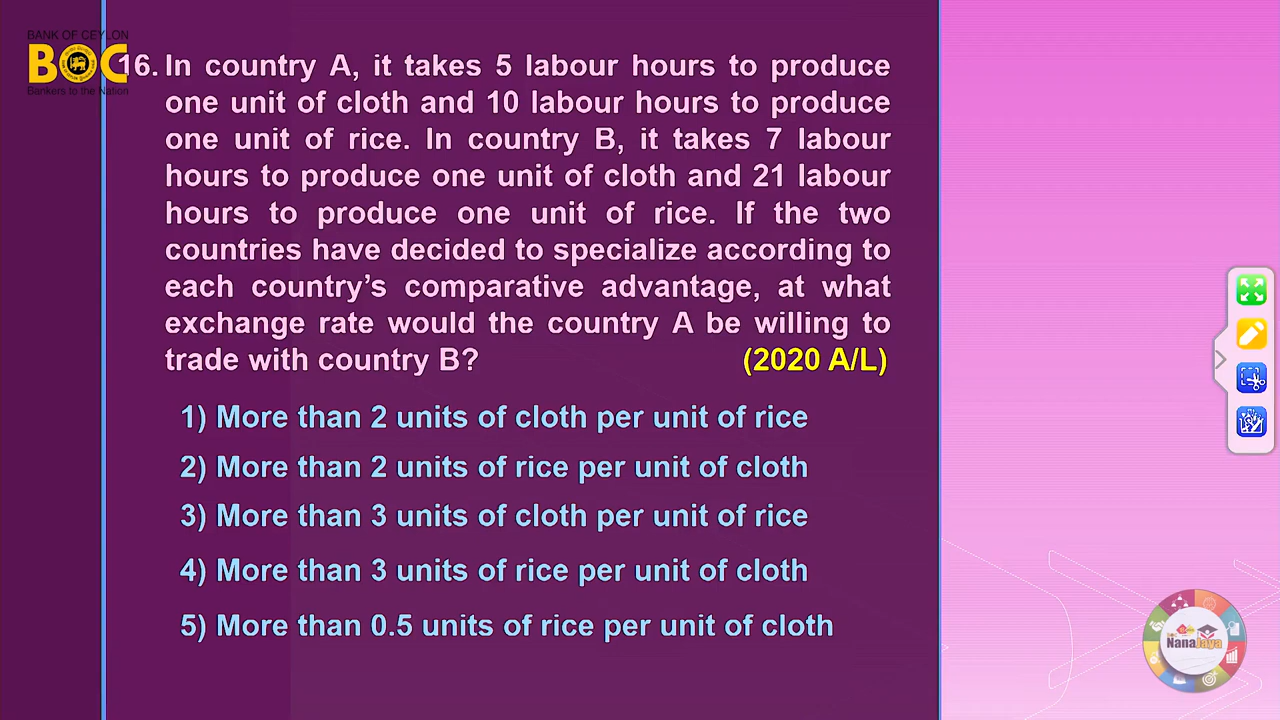 BANK OF CEYLON
BOC
Bankers to the Nation
16. In country A, it takes 5 labour hours to produce
one unit of cloth and 10 labour hours to produce
one unit of rice. In country B, it takes 7 labour
hours to produce one unit of cloth and 21 labour
hours to produce one unit of rice. If the two
countries have decided to specialize according to
each country’s comparative advantage, at what
exchange rate would the country A be willing to
trade with country B? (2020 A/L)
1) More than 2 units of cloth per unit of rice
2) More than 2 units of rice per unit of cloth
3) More than 3 units of cloth per unit of rice
4) More than 3 units of rice per unit of cloth
5) More than 0.5 units of rice per unit of cloth
NanaJaya